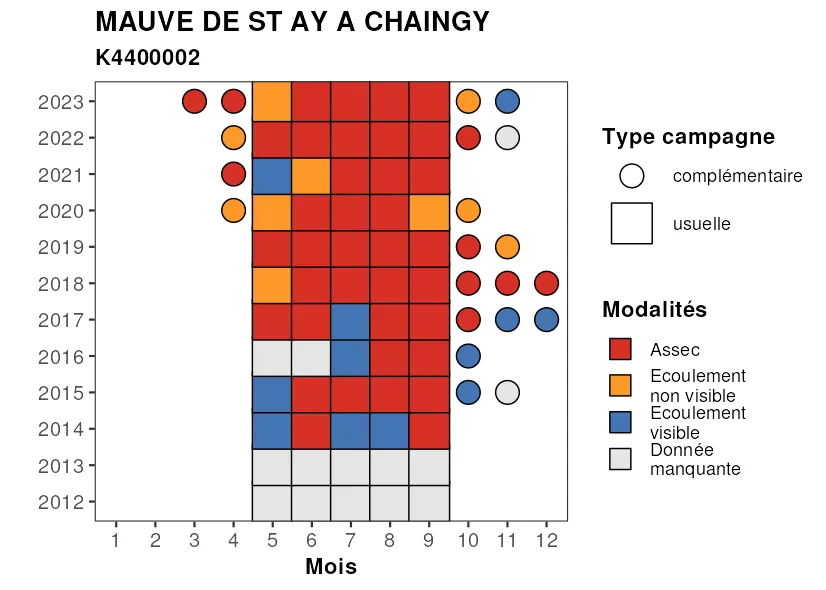 MAUVE DE ST AY A CHAINGY
K4400002
2023
2022
2021
2020
2019
2018
2017
2016
2015
2014
2013
2012
1 2 3 4 5 6 7 8 9 10 11 12
Mois
Type campagne
complémentaire
usuelle
Modalités
Assec
Ecoulement
non visible
Ecoulement
visible
Donnée
manquante